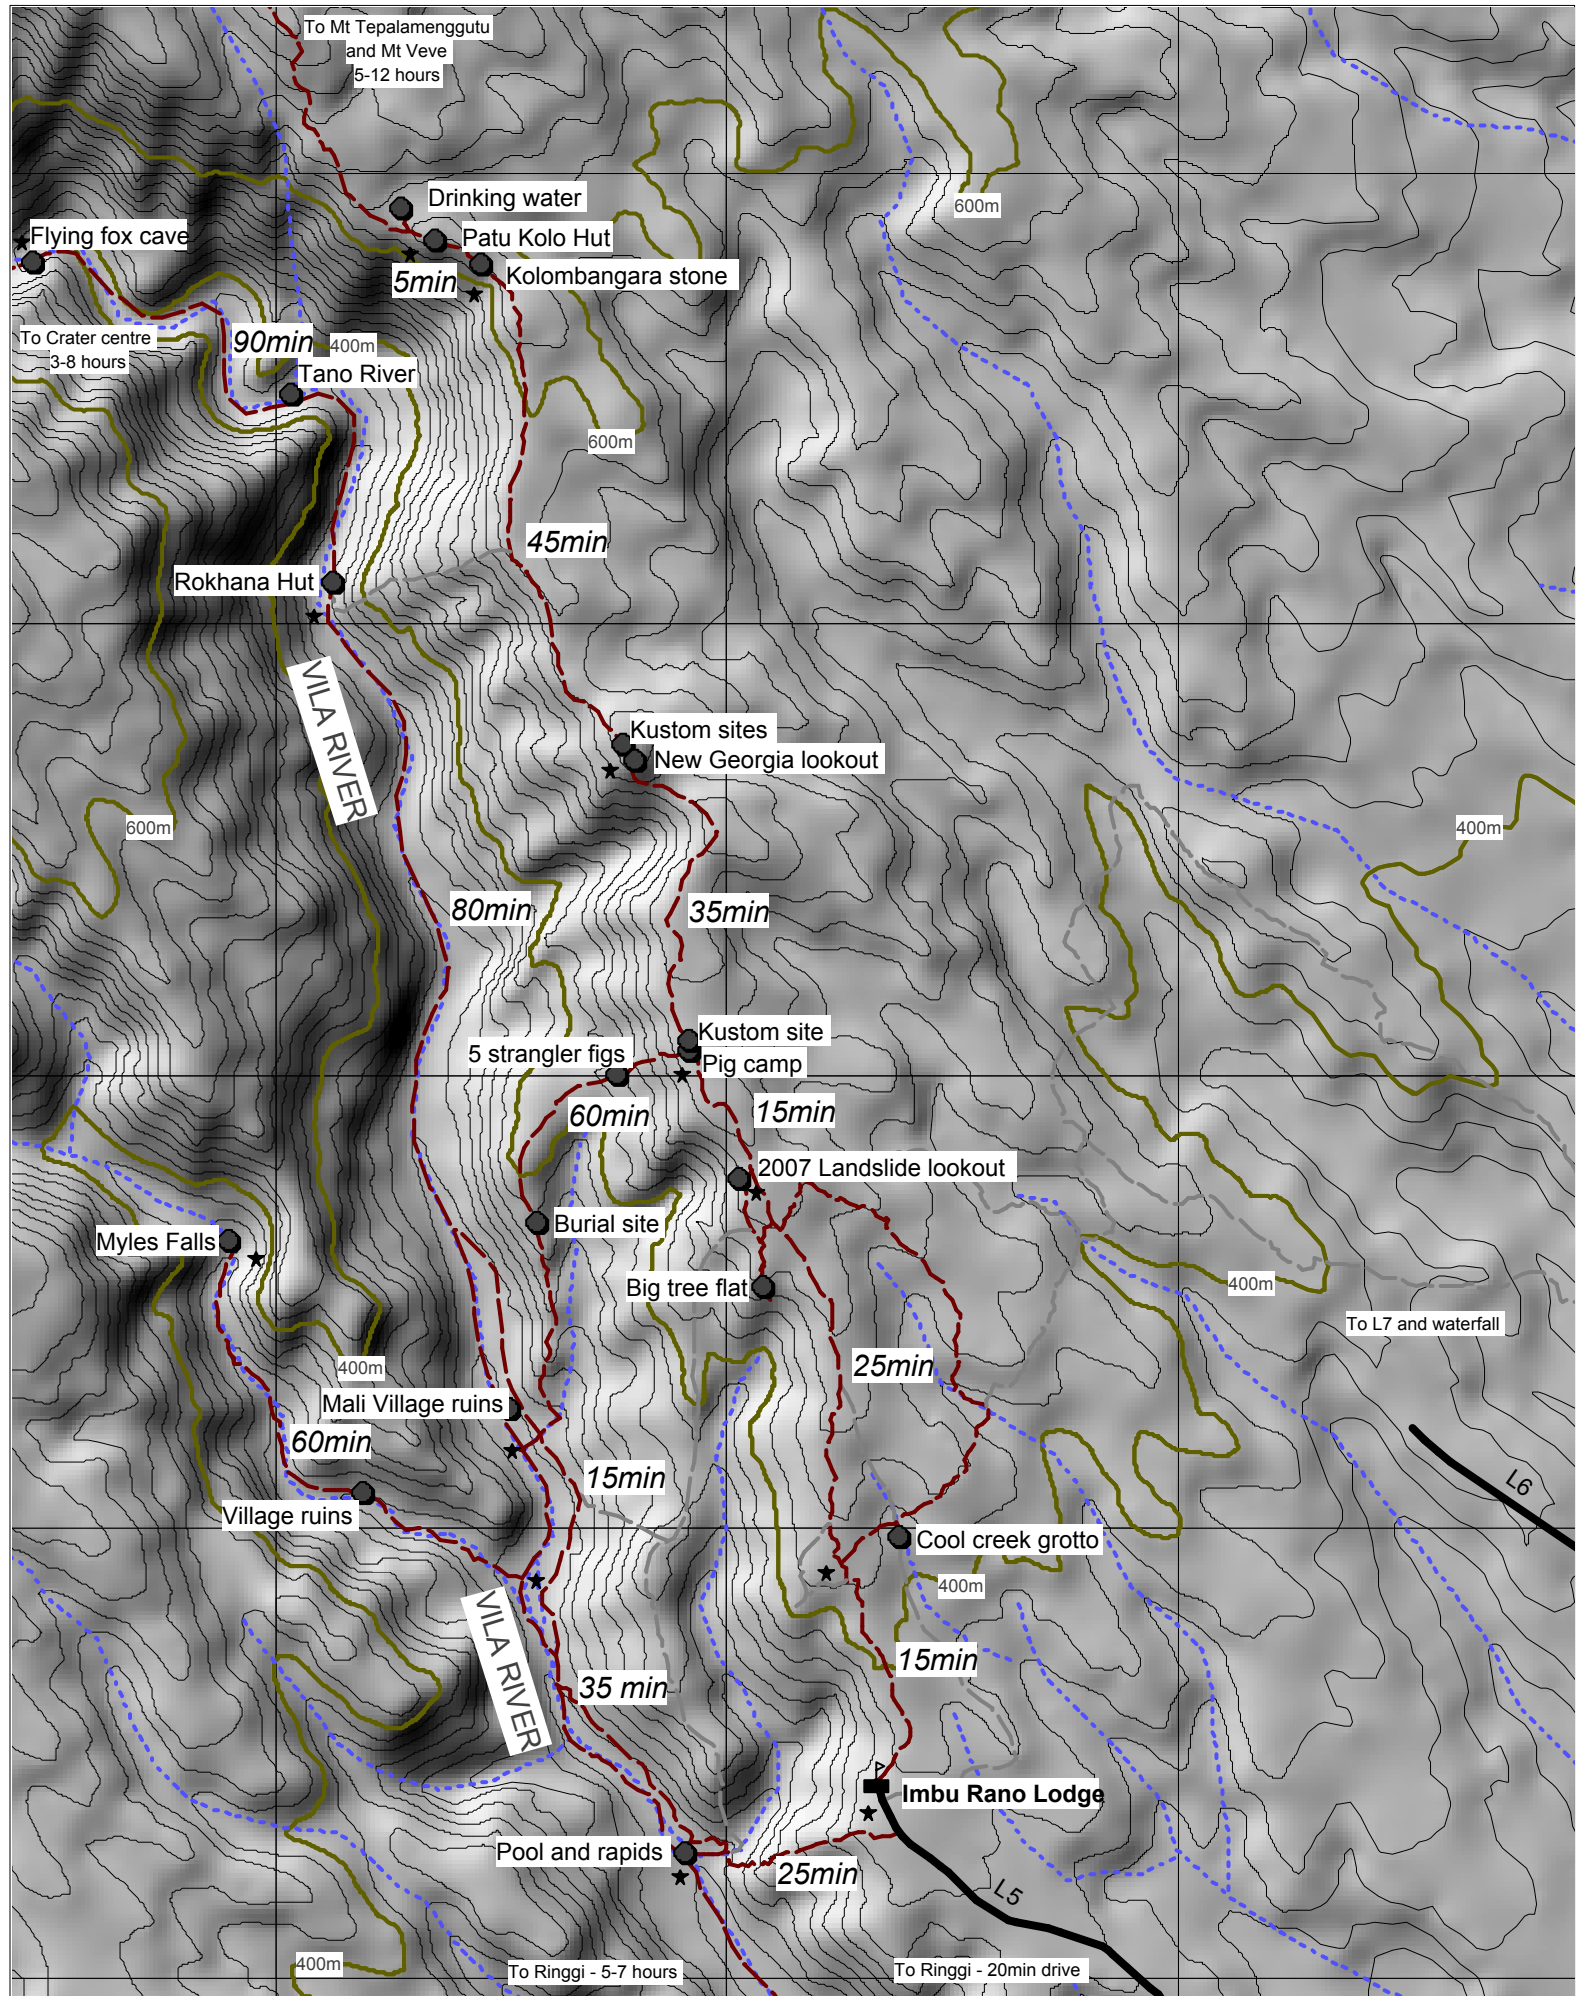 To Mt Tepalamenggutu
and Mt Veve
5-12 hours
600m
Drinking water
Flying fox cave
Patu Kolo Hut
Kolombangara stone
5min
To Crater centre
3-8 hours
90min
400m
Tano River
600m
45min
Rokhana Hut
VILA RIVER
Kustom sites
New Georgia lookout
600m
400m
80min
35min
Kustom site
5 strangler figs
Pig camp
60min
15min
2007 Landslide lookout
Burial site
Myles Falls
Big tree flat
400m
To L7 and waterfall
400m
25min
Mali Village ruins
60min
15min
L6
Village ruins
Cool creek grotto
400m
VILA RIVER
15min
35 min
Imbu Rano Lodge
Pool and rapids
25min
L5
400m
To Ringgi - 5-7 hours
To Ringgi - 20min drive